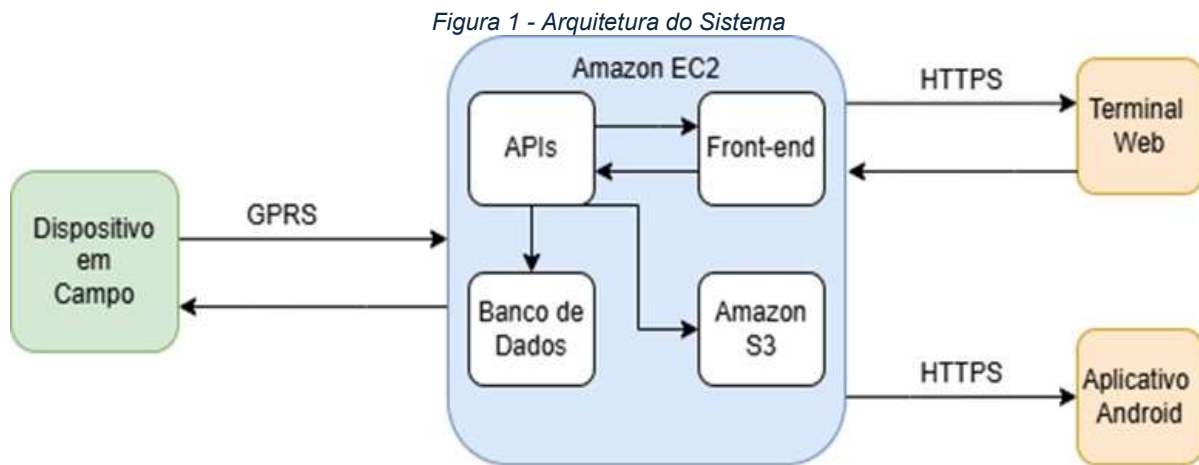 Figura 1 - Arquitetura do Sistema
Amazon EC2
APIs
Front-end
Banco de
Dados
Amazon
S3
Dispositivo
em
Campo
GPRS
HTTPS
Terminal
Web
HTTPS
Aplicativo
Android